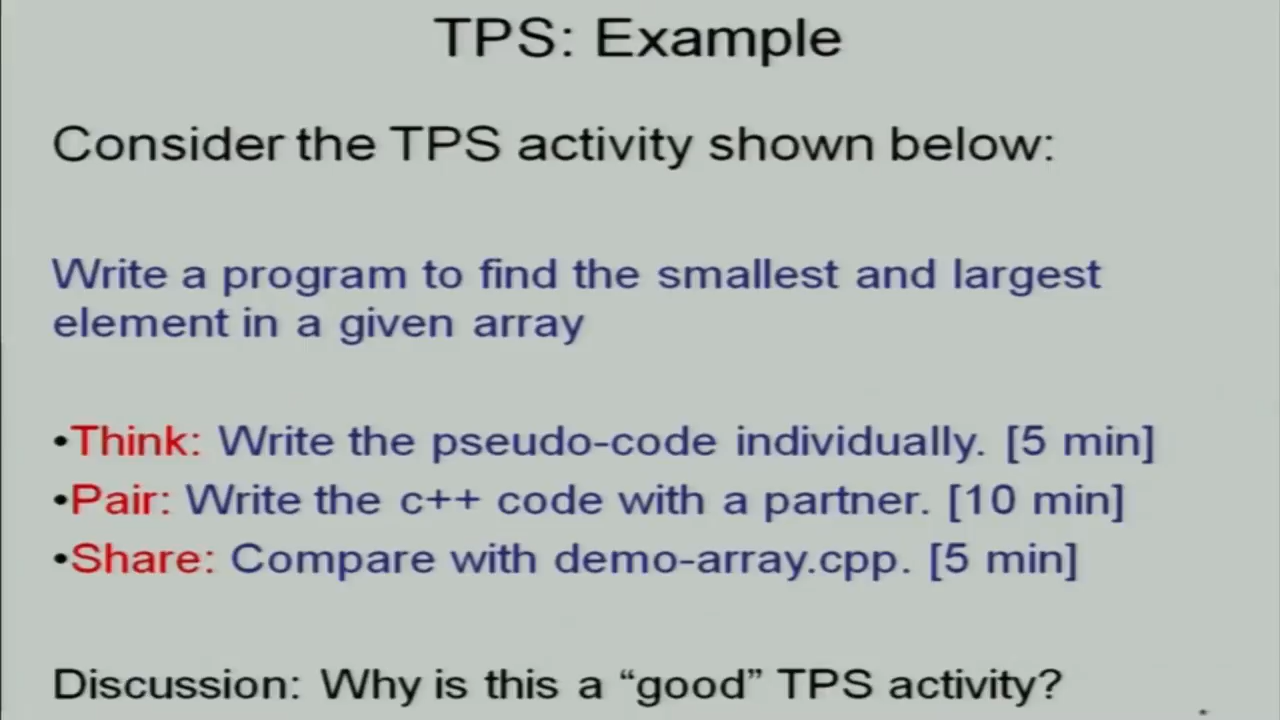 TPS: Example
Consider the TPS activity shown below:
Write a program to find the smallest and largest
element in a given array
•Think: Write the pseudo-code individually. [5 min]
•Pair: Write the c++ code with a partner. [10 min]
•Share: Compare with demo-array.cpp. [5 min]
Discussion: Why is this a “good” TPS activity?